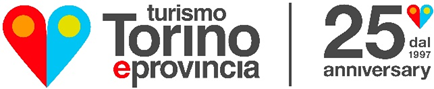 turismo
Torino
eprovincia
25
dal
1997
anniversary